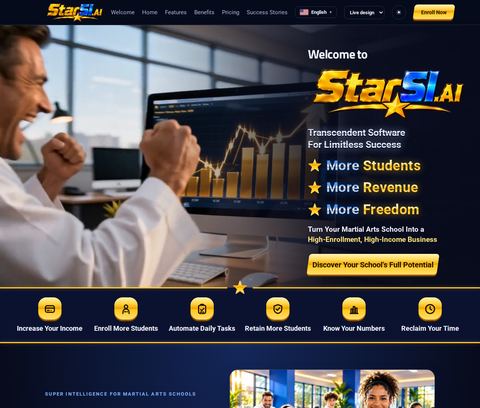 StarSI.AI
Welcome
Home
Features
Benefits
Pricing
Success Stories
English
Live design
Enroll Now
Welcome to
StarSI.AI
Transcendent Software
For Limitless Success
More Students
More Revenue
More Freedom
Turn Your Martial Arts School Into a
High-Enrollment, High-Income Business
Discover Your School's Full Potential
Increase Your Income
Enroll More Students
Automate Daily Tasks
Retain More Students
Know Your Numbers
Reclaim Your Time
SUPER INTELLIGENCE FOR MARTIAL ARTS SCHOOLS